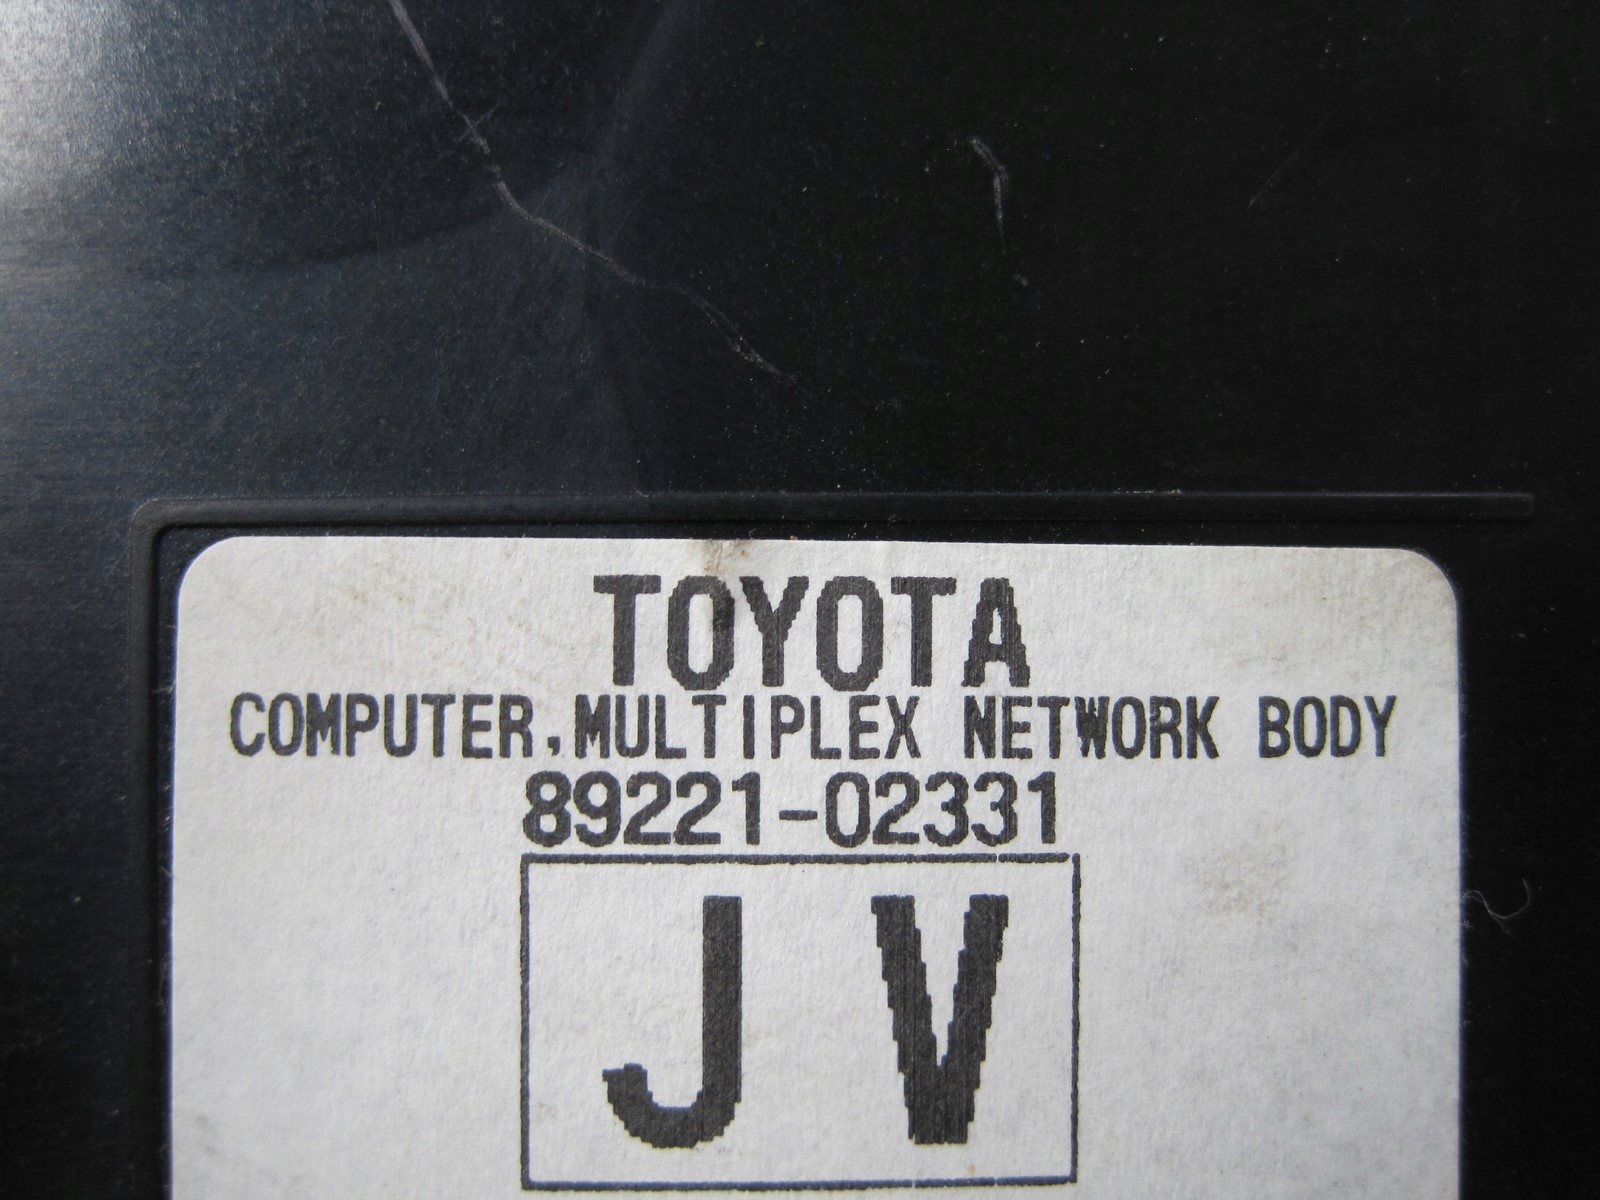 TOYOTA
COMPUTER,MULTIPLEX NETWORK BODY
89221-02331
J V